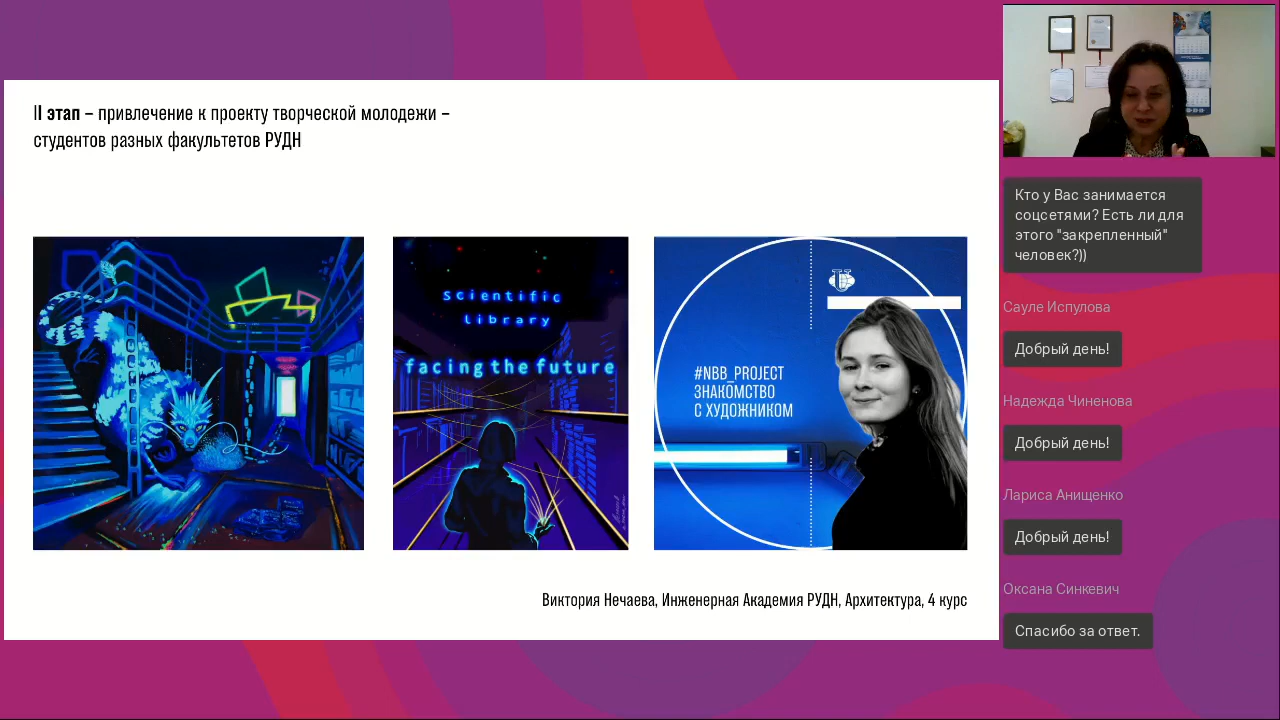 II этап – привлечение к проекту творческой молодежи –
студентов разных факультетов РУДН
scientific
library
facing the future
#NBB_PROJECT
ЗНАКОМСТВО
С ХУДОЖНИКОМ
Виктория Нечаева, Инженерная Академия РУДН, Архитектура, 4 курс
Кто у Вас занимается
соцсетями? Есть ли для
этого "закрепленный"
человек?))
Сауле Испулова
Добрый день!
Надежда Чиненова
Добрый день!
Лариса Анищенко
Добрый день!
Оксана Синкевич
Спасибо за ответ.